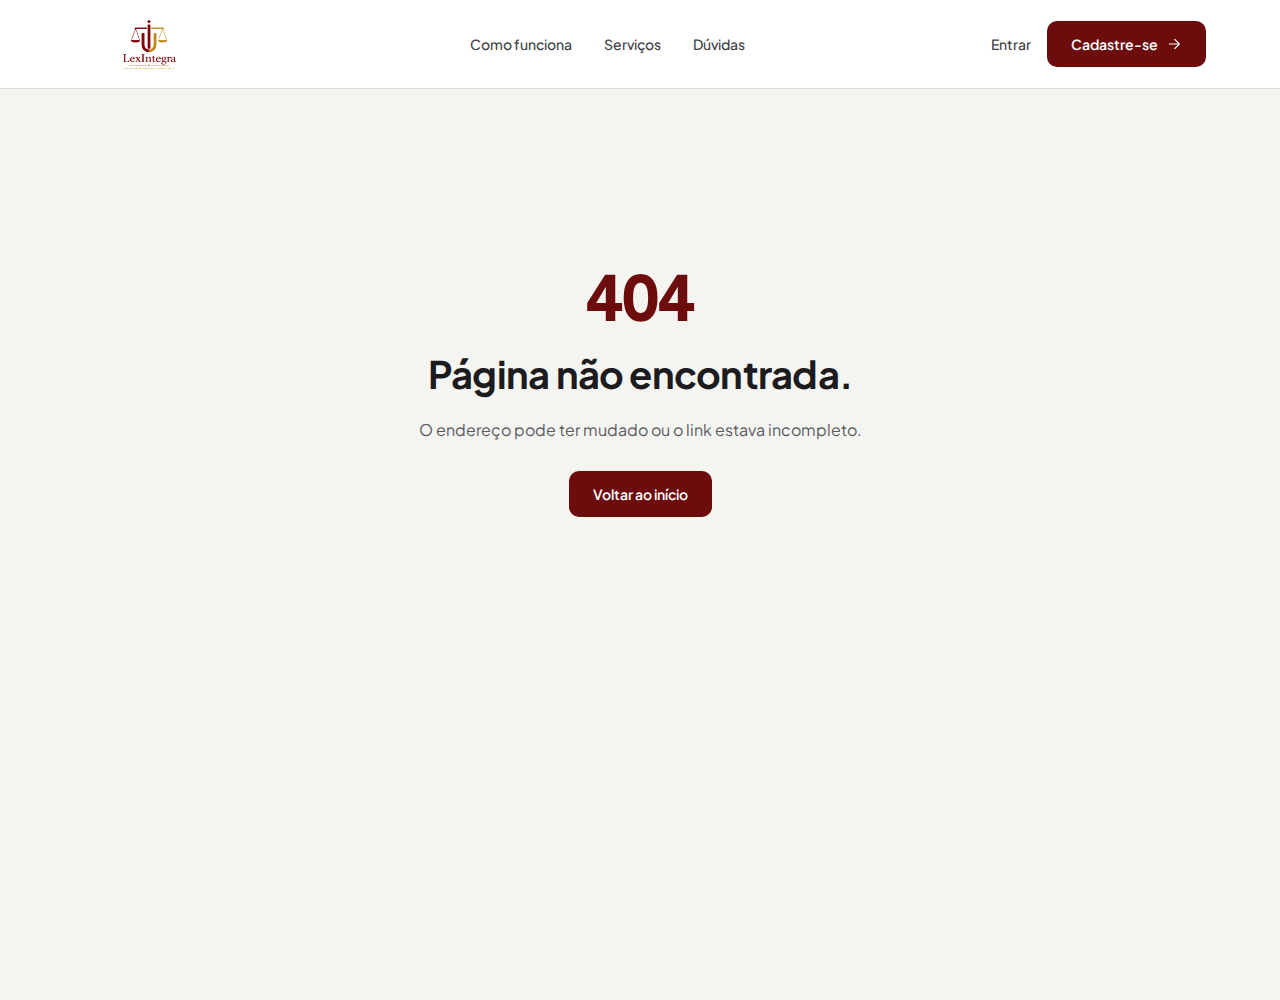 LexIntegra
Como funciona
Serviços
Dúvidas
Entrar
Cadastre-se
404
Página não encontrada.
O endereço pode ter mudado ou o link estava incompleto.
Voltar ao início